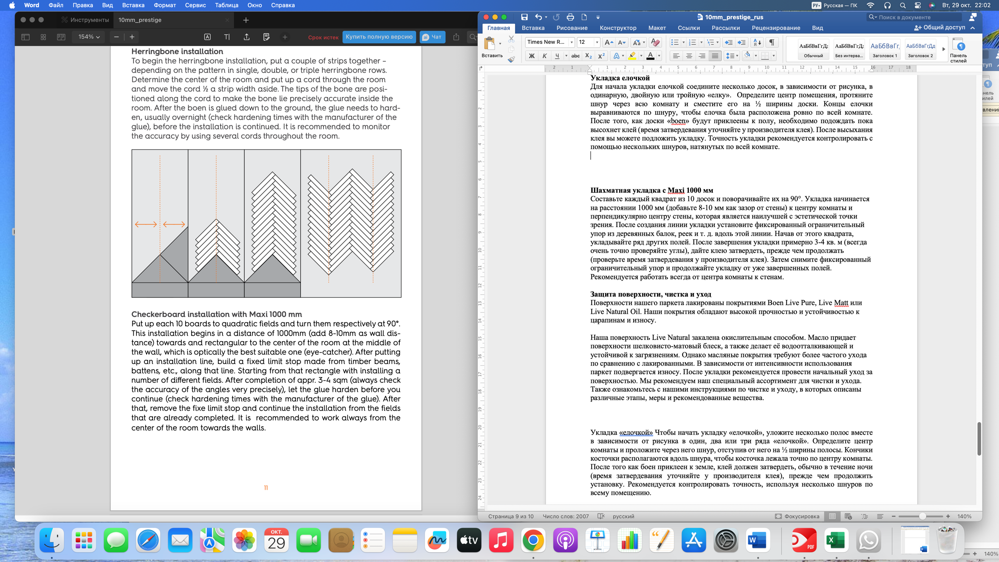 Word Файл Правка Вид Вставка Формат Сервис Таблица Окно Справка
РУ Русская — ПК Вт, 29 окт. 22:02
Инструменты 10mm_prestige
154% Срок истек Купить полную версию ai Чат
Herringbone installation
To begin the herringbone installation, put a couple of strips together –
depending on the pattern in single, double, or triple herringbone rows.
Determine the center of the room and put up a cord through the room
and move the cord ½ a strip width aside. The tips of the bone are posi-
tioned along the cord to make the bone lie precisely accurate inside the
room. After the boen is glued down to the ground, the glue needs to hard-
en, usually overnight (check hardening times with the manufacturer of the
glue), before the installation is continued. It is recommended to monitor
the accuracy by using several cords throughout the room.
Checkerboard installation with Maxi 1000 mm
Put up each 10 boards to quadratic fields and turn them respectively at 90°.
This installation begins in a distance of 1000mm (add 8-10mm as wall dis-
tance) towards and rectangular to the center of the room at the middle of
the wall, which is optically the best suitable one (eye-catcher). After putting
up an installation line, build a fixed limit stop made from timber beams,
battens, etc., along that line. Starting from that rectangle with installing a
number of different fields. After completion of appr. 3-4 sqm (always check
the accuracy of the angles very precisely), let the glue harden before you
continue (check hardening times with the manufacturer of the glue). After
that, remove the fixe limit stop and continue the installation from the fields
that are already completed. It is recommended to work always from the
center of the room towards the walls.
11
10mm_prestige_rus
Поиск в документе
Главная Вставка Рисование Конструктор Макет Ссылки Рассылки Рецензирование Вид Общий доступ
Вставить
Times New R... 12
Ж К Ч abc X₂ X²
АаБбВвГгДд Обычный
АаБбВвГгДд Без интерва...
АаБбВвГг Заголовок 1
АаБбВвГгДд Заголовок 2
Панель стилей
2 1 1 2 3 4 5 6 7 8 9 10 11 12 13 14 15 16 17 18
Укладка елочкой
Для начала укладки елочкой соедините несколько досок, в зависимости от рисунка, в
одинарную, двойную или тройную «елку». Определите центр помещения, протяните
шнур через всю комнату и сместите его на ½ ширины доски. Концы елочки
выравниваются по шнуру, чтобы елочка была расположена ровно по всей комнате.
После того, как доски «boen» будут приклеены к полу, необходимо подождать пока
высохнет клей (время затвердевания уточняйте у производителя клея). После высыхания
клея вы можете подложить укладку. Точность укладки рекомендуется контролировать с
помощью нескольких шнуров, натянутых по всей комнате.
Шахматная укладка с Maxi 1000 мм
Составьте каждый квадрат из 10 досок и поворачивайте их на 90°. Укладка начинается
на расстоянии 1000 мм (добавьте 8-10 мм как зазор от стены) к центру комнаты и
перпендикулярно центру стены, которая является наилучшей с эстетической точки
зрения. После создания линии укладки установите фиксированный ограничительный
упор из деревянных балок, реек и т. д. вдоль этой линии. Начав от этого квадрата,
укладывайте ряд других полей. После завершения укладки примерно 3-4 кв. м (всегда
очень точно проверяйте углы), дайте клею затвердеть, прежде чем продолжать
(проверьте время затвердевания у производителя клея). Затем снимите фиксированный
ограничительный упор и продолжайте укладку от уже завершенных полей.
Рекомендуется работать всегда от центра комнаты к стенам.
Защита поверхности, чистка и уход
Поверхности нашего паркета лакированы покрытиями Boen Live Pure, Live Matt или
Live Natural Oil. Наши покрытия обладают высокой прочностью и устойчивостью к
царапинам и износу.
Наша поверхность Live Natural закалена окислительным способом. Масло придает
поверхности шелковисто-матовый блеск, а также делает её водоотталкивающей и
устойчивой к загрязнениям. Однако масляные покрытия требуют более частого ухода
по сравнению с лакированными. В зависимости от интенсивности использования
паркет подвергается износу. После укладки рекомендуется провести начальный уход за
поверхностью. Мы рекомендуем наш специальный ассортимент для чистки и ухода.
Также ознакомьтесь с нашими инструкциями по чистке и уходу, в которых описаны
различные этапы, меры и рекомендованные вещества.
Укладка «елочкой» Чтобы начать укладку «елочкой», уложите несколько полос вместе
в зависимости от рисунка в один, два или три ряда «елочкой». Определите центр
комнаты и проложите через него шнур, отступив от него на ½ ширины полосы. Кончики
косточки располагаются вдоль шнура, чтобы косточка лежала точно по центру комнаты.
После того как боен приклеен к земле, клей должен затвердеть, обычно в течение ночи
(время затвердевания уточняйте у производителя клея), прежде чем продолжить
установку. Рекомендуется контролировать точность, используя несколько шнуров по
всему помещению.
Страница 9 из 10 Число слов: 2007 русский Фокусировка 140%
ОКТ.
29
tv
PDF
140%